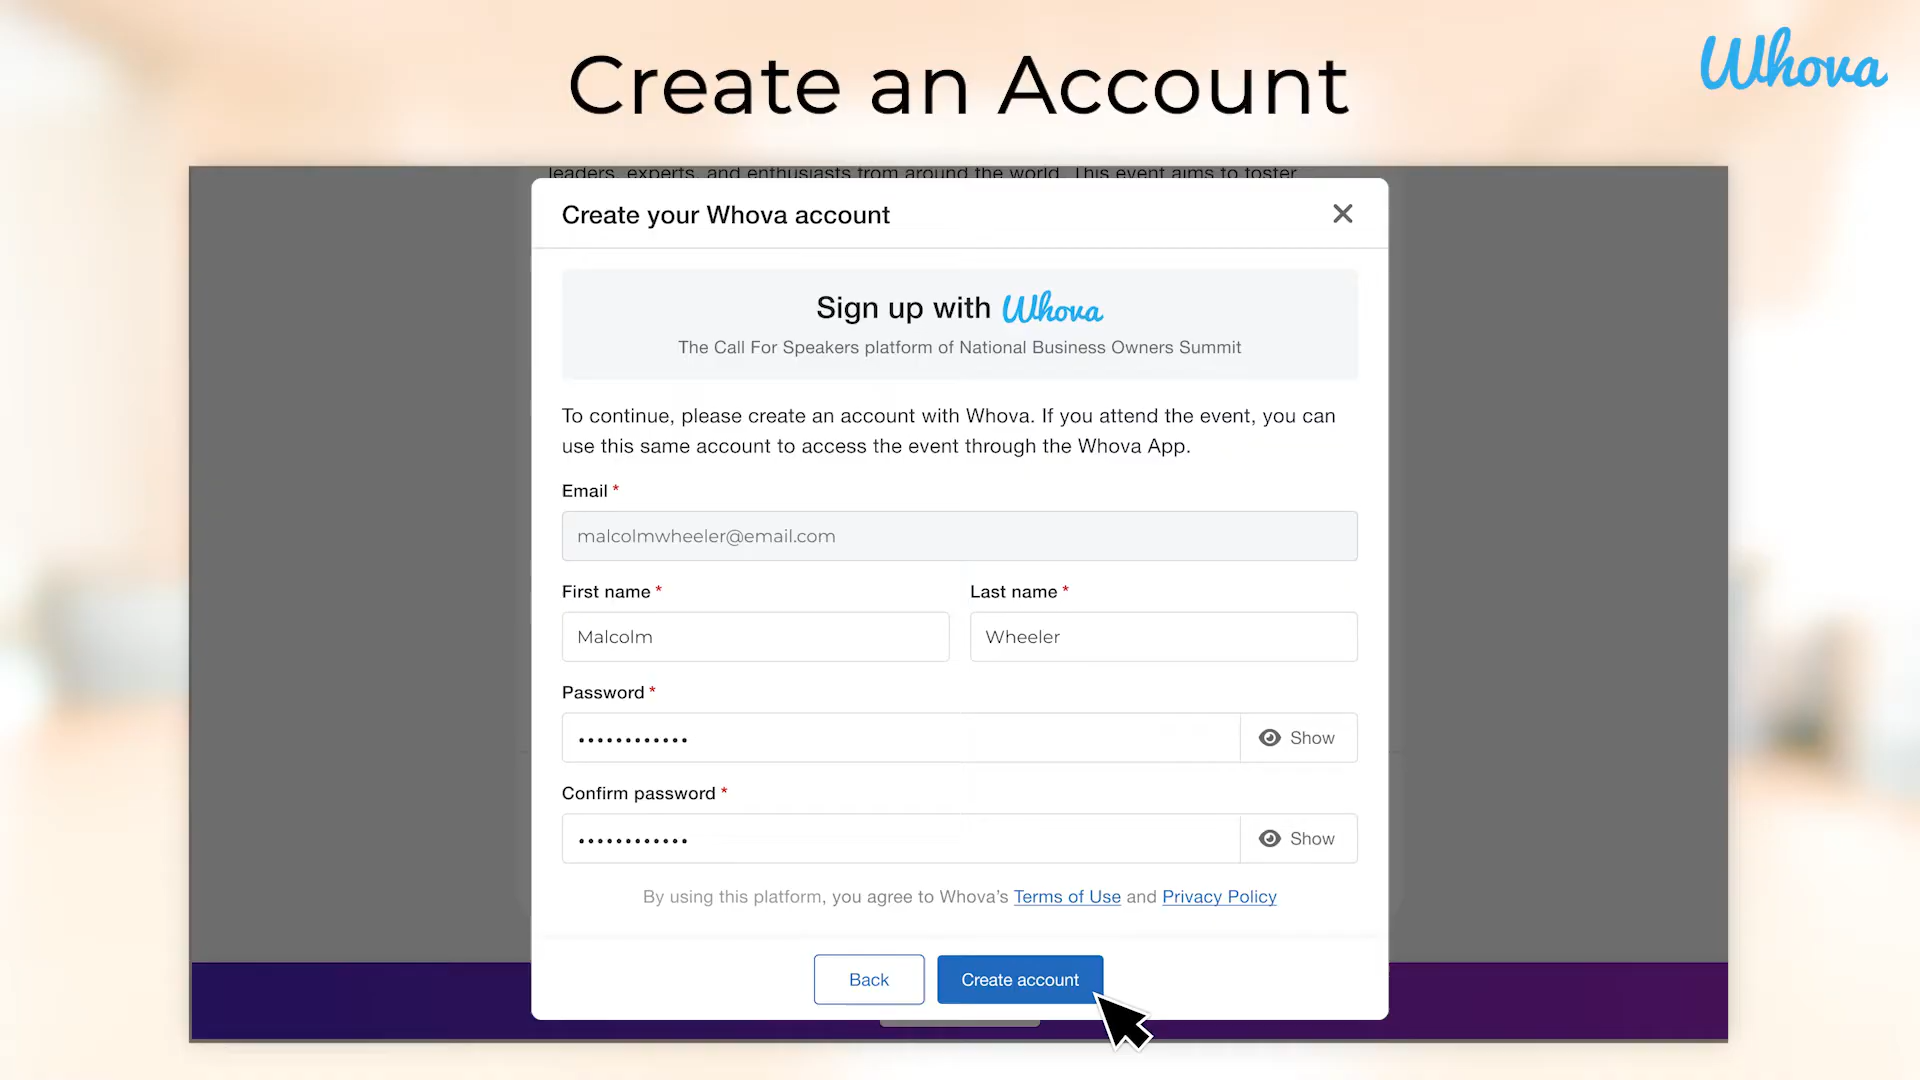 Create an Account
Whova
leaders, experts, and enthusiasts from around the world. This event aims to foster
Create your Whova account
Sign up with Whova
The Call For Speakers platform of National Business Owners Summit
To continue, please create an account with Whova. If you attend the event, you can
use this same account to access the event through the Whova App.
Email *
malcolmwheeler@email.com
First name *
Last name *
Malcolm
Wheeler
Password *
••••••••••••
Show
Confirm password *
••••••••••••
Show
By using this platform, you agree to Whova’s Terms of Use and Privacy Policy
Back
Create account